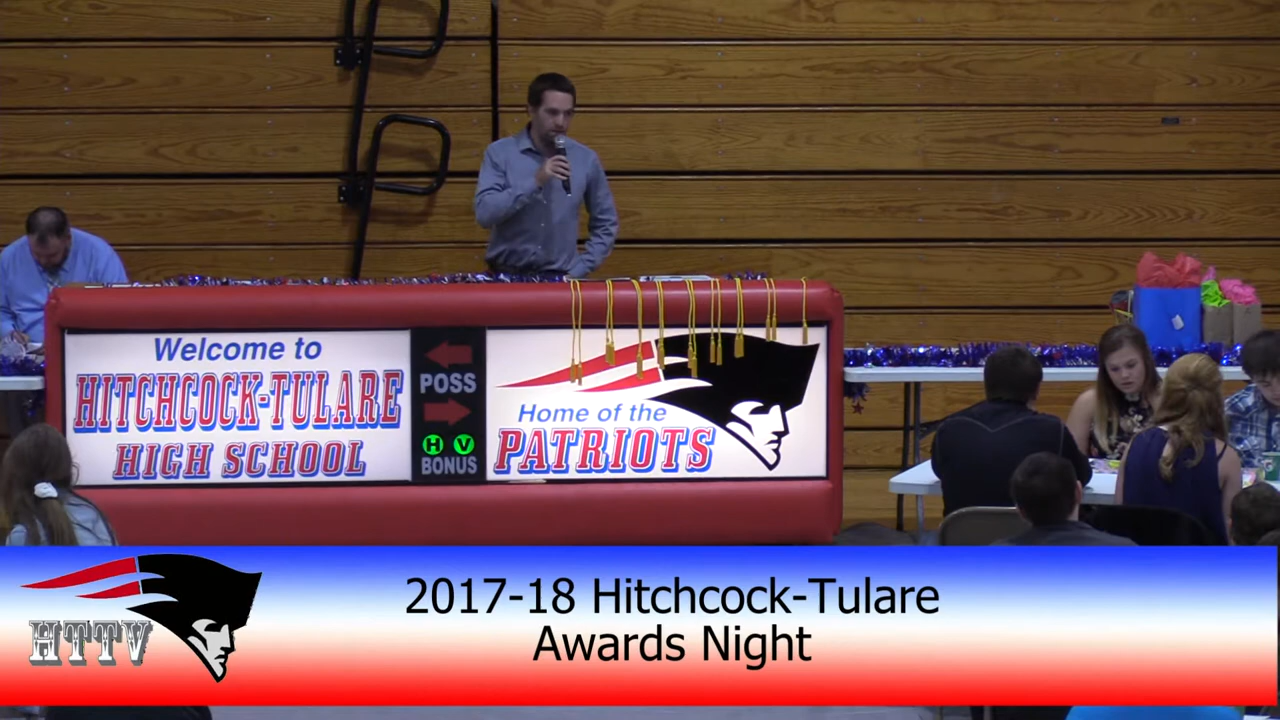 Welcome to
HITCHCOCK-TULARE
HIGH SCHOOL
POSS
H V
BONUS
Home of the
PATRIOTS
HTTV
2017-18 Hitchcock-Tulare
Awards Night